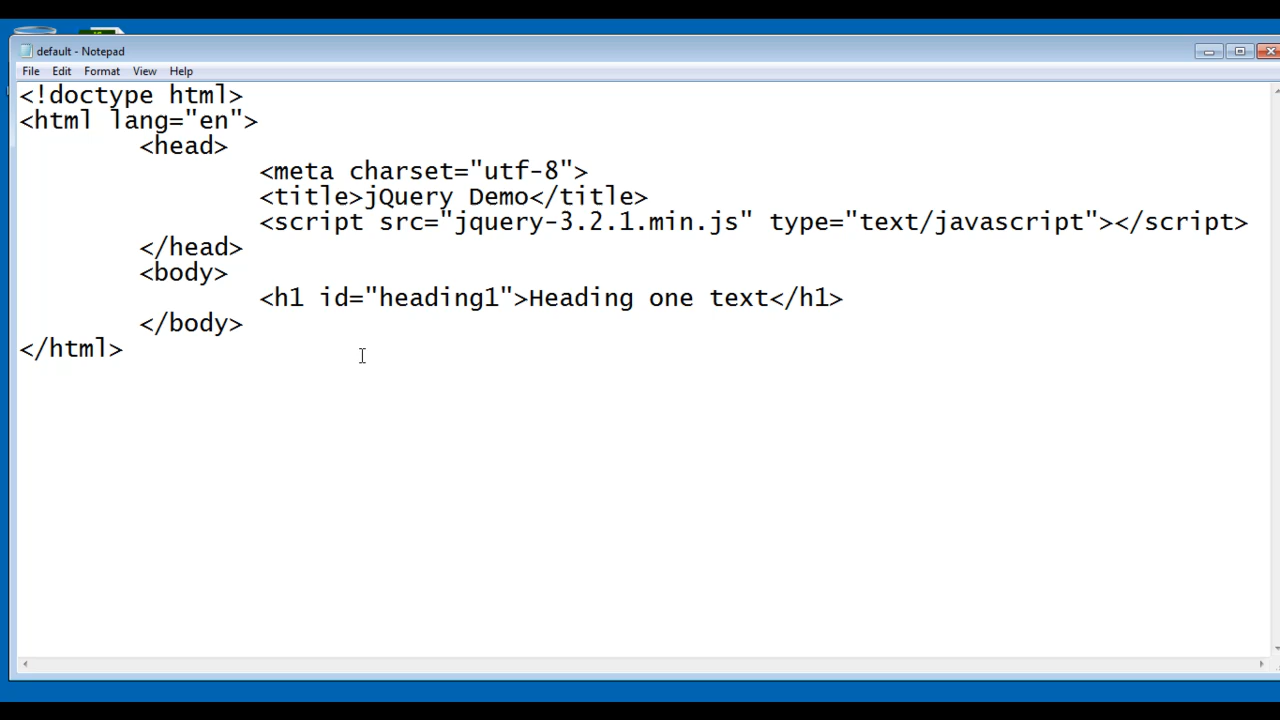 default - Notepad
File Edit Format View Help
<!doctype html>
<html lang="en">
<head>
<meta charset="utf-8">
<title>jQuery Demo</title>
<script src="jquery-3.2.1.min.js" type="text/javascript"></script>
</head>
<body>
<h1 id="heading1">Heading one text</h1>
</body>
</html>